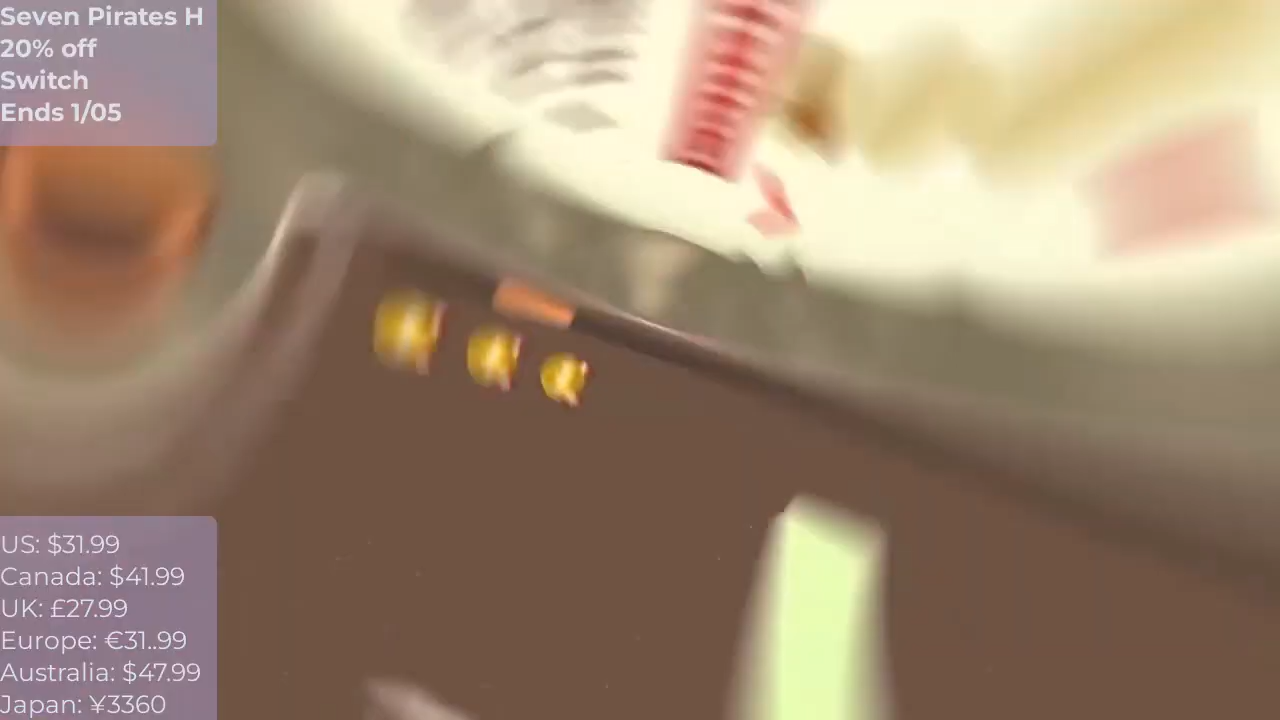 Seven Pirates H
20% off
Switch
Ends 1/05
US: $31.99
Canada: $41.99
UK: £27.99
Europe: €31..99
Australia: $47.99
Japan: ¥3360